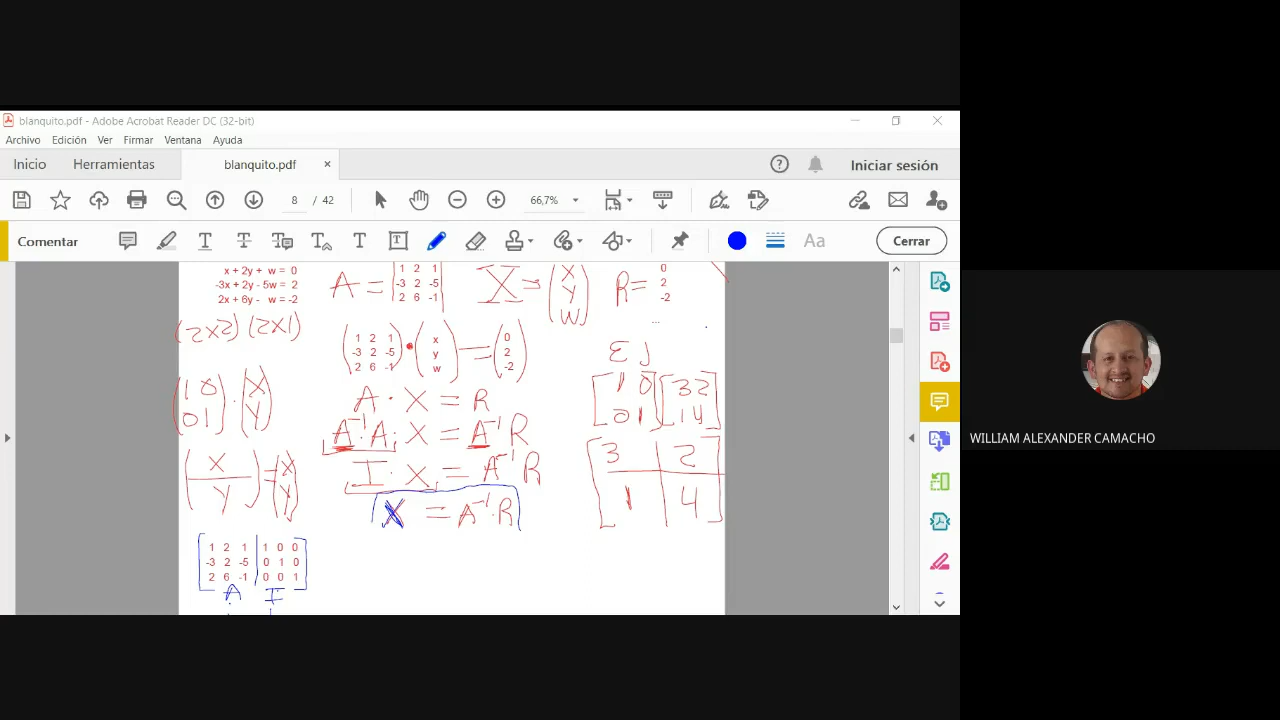 blanquito.pdf - Adobe Acrobat Reader DC (32-bit)
Archivo Edición Ver Firmar Ventana Ayuda
Inicio Herramientas blanquito.pdf × Iniciar sesión
8 / 42 66,7%
Comentar Aa Cerrar
x + 2y + w = 0
-3x + 2y - 5w = 2
2x + 6y - w = -2
A = | 1 2 1 |
| -3 2 -5 |
| 2 6 -1 |
X = ( X
Y
W )
R = 0
2
-2
(2X2) (2X1)
( 1 2 1 ) · ( x ) = ( 0 )
( -3 2 -5 ) ( y ) ( 2 )
( 2 6 -1 ) ( w ) ( -2 )
EJ
( 1 0 ) · ( X )
( 0 1 ) ( Y )
[ 1 0 ] [ 3 2 ]
[ 0 1 ] [ 1 4 ]
A · X = R
A⁻¹ · A · X = A⁻¹ R
I · X = A⁻¹ R
X = A⁻¹ · R
( X ) = ( X )
( Y ) ( Y )
[ 3 | 2 ]
[ 1 | 4 ]
[ 1 2 1 | 1 0 0 ]
[ -3 2 -5 | 0 1 0 ]
[ 2 6 -1 | 0 0 1 ]
A I
WILLIAM ALEXANDER CAMACHO